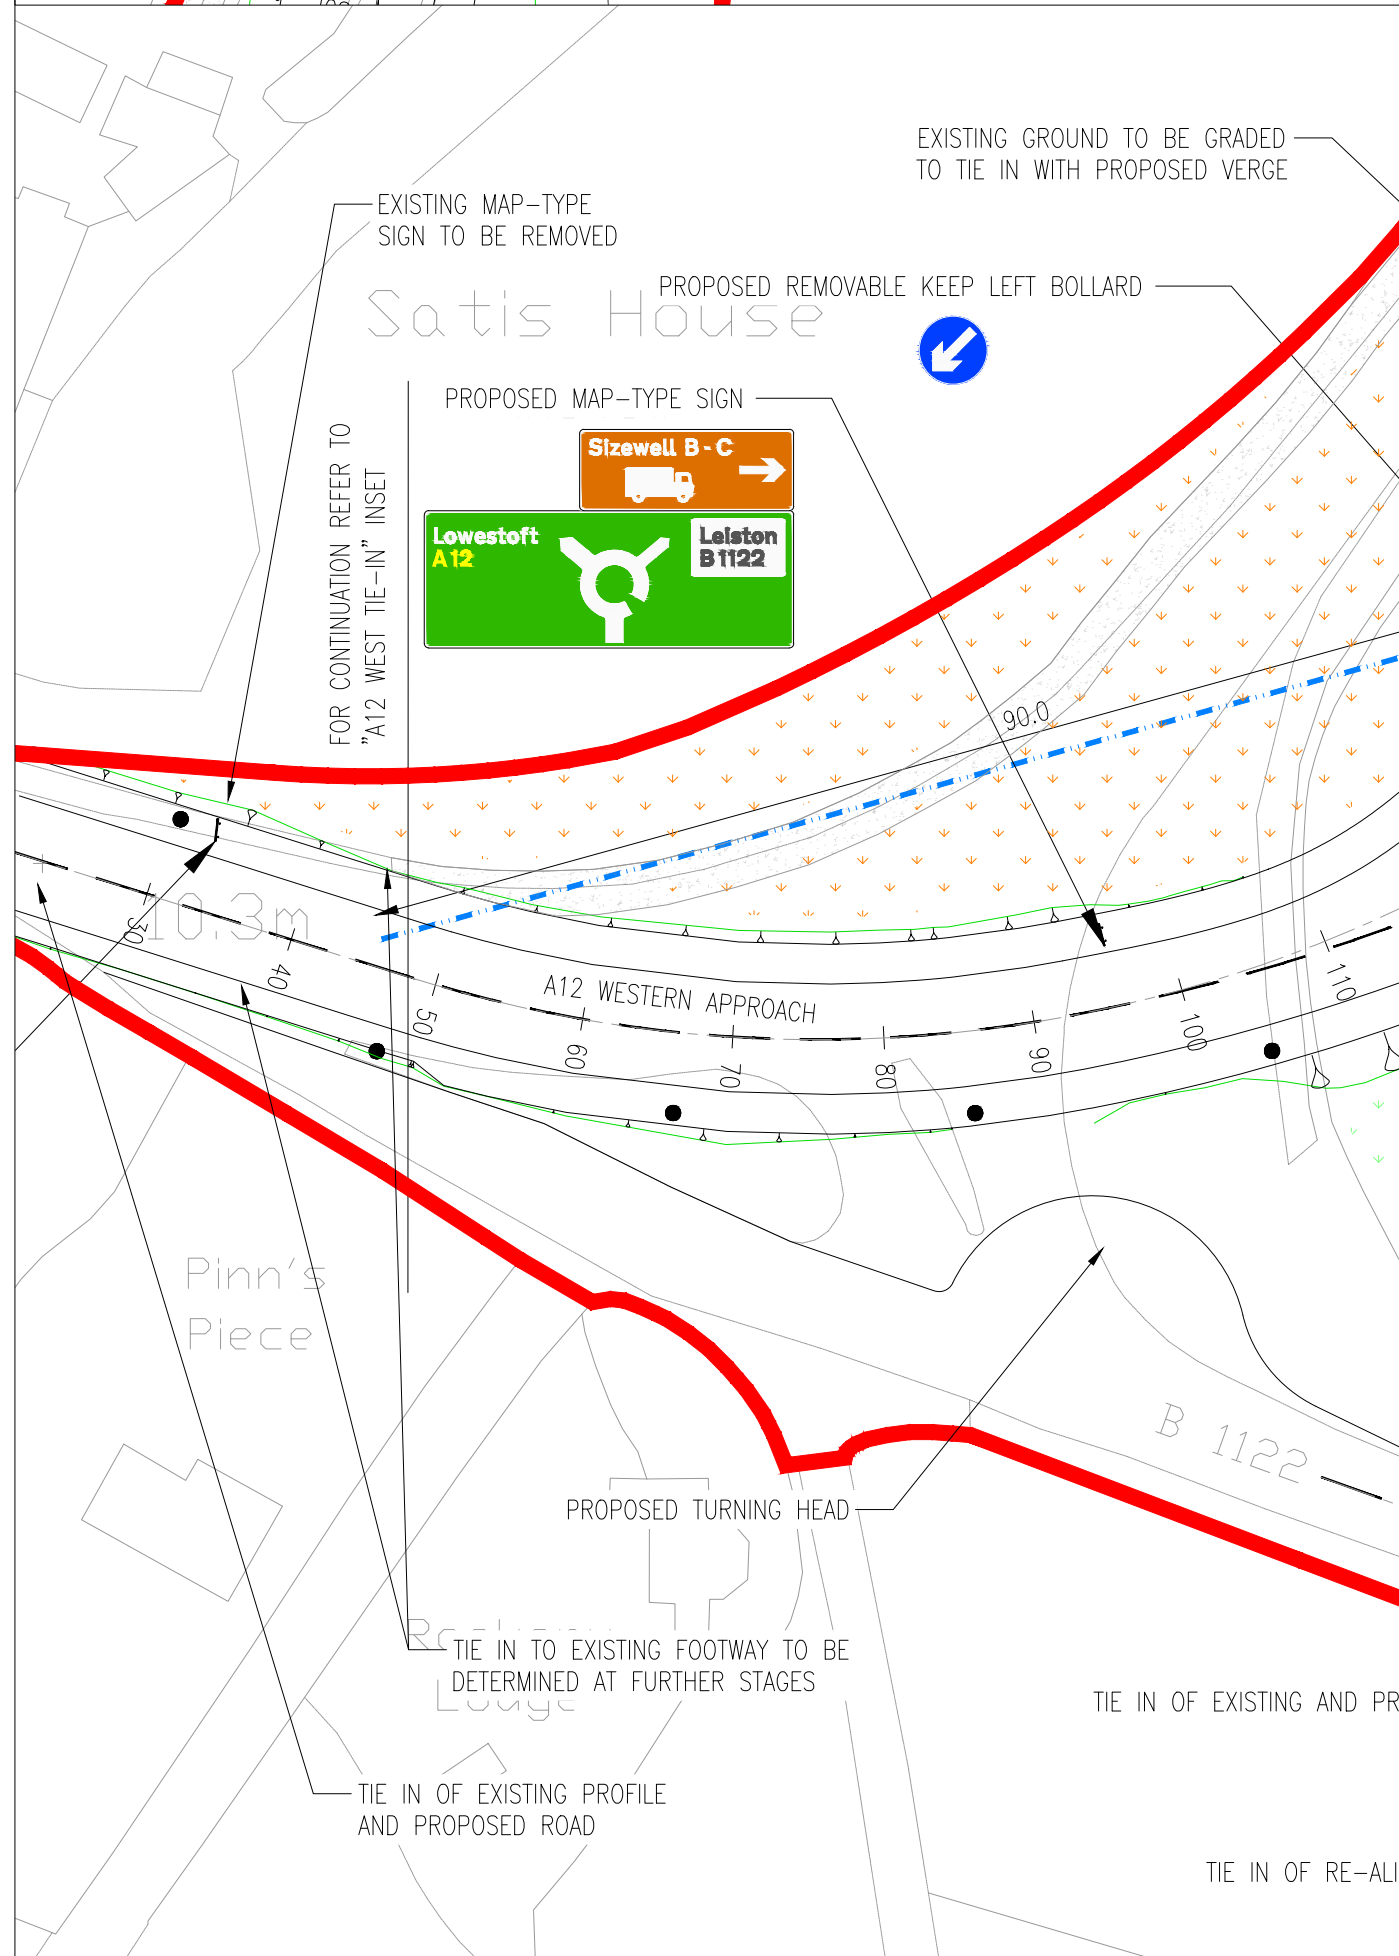 EXISTING GROUND TO BE GRADED
TO TIE IN WITH PROPOSED VERGE
EXISTING MAP-TYPE
SIGN TO BE REMOVED
PROPOSED REMOVABLE KEEP LEFT BOLLARD
Satis House
PROPOSED MAP-TYPE SIGN
FOR CONTINUATION REFER TO
"A12 WEST TIE-IN" INSET
Sizewell B - C
Lowestoft
A12
Leiston
B1122
90.0
10.3m
30
40
50
60
70
80
90
100
110
A12 WESTERN APPROACH
Pinn's
Piece
B 1122
PROPOSED TURNING HEAD
TIE IN TO EXISTING FOOTWAY TO BE
DETERMINED AT FURTHER STAGES
Lodge
TIE IN OF EXISTING AND PR
TIE IN OF EXISTING PROFILE
AND PROPOSED ROAD
TIE IN OF RE-ALI